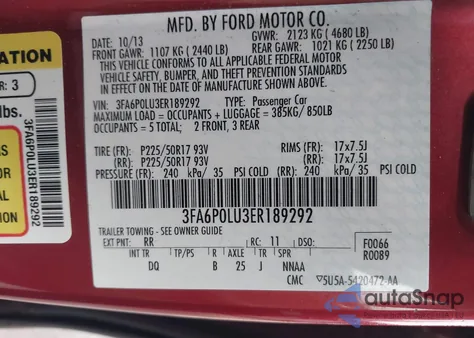 MFD. BY FORD MOTOR CO.
DATE: 10/13 GVWR: 2123 KG (4680 LB)
FRONT GAWR: 1107 KG (2440 LB) REAR GAWR: 1021 KG (2250 LB)
THIS VEHICLE CONFORMS TO ALL APPLICABLE FEDERAL MOTOR
VEHICLE SAFETY, BUMPER, AND THEFT PREVENTION STANDARDS IN
EFFECT ON THE DATE OF MANUFACTURE SHOWN ABOVE.
VIN: 3FA6P0LU3ER189292 TYPE: Passenger Car
MAXIMUM LOAD = OCCUPANTS + LUGGAGE = 385KG/ 850LB
OCCUPANTS = 5 TOTAL: 2 FRONT, 3 REAR
TIRE (FR): P225/50R17 93V RIMS (FR): 17x7.5J
(RR): P225/50R17 93V (RR): 17x7.5J
PRESSURE (FR): 240 kPa/ 35 PSI COLD (RR): 240 kPa/ 35 PSI COLD
3FA6P0LU3ER189292
TRAILER TOWING - SEE OWNER GUIDE
EXT PNT: RR RC: 11 DSO: F0066
R0089
INT TR TP/PS R AXLE TR SPR
DQ B 25 J NNAA
CMC 5U5A-5420472-AA
ATION
R: 3
lbs.
3FA6P0LU3ER189292
autoSnap